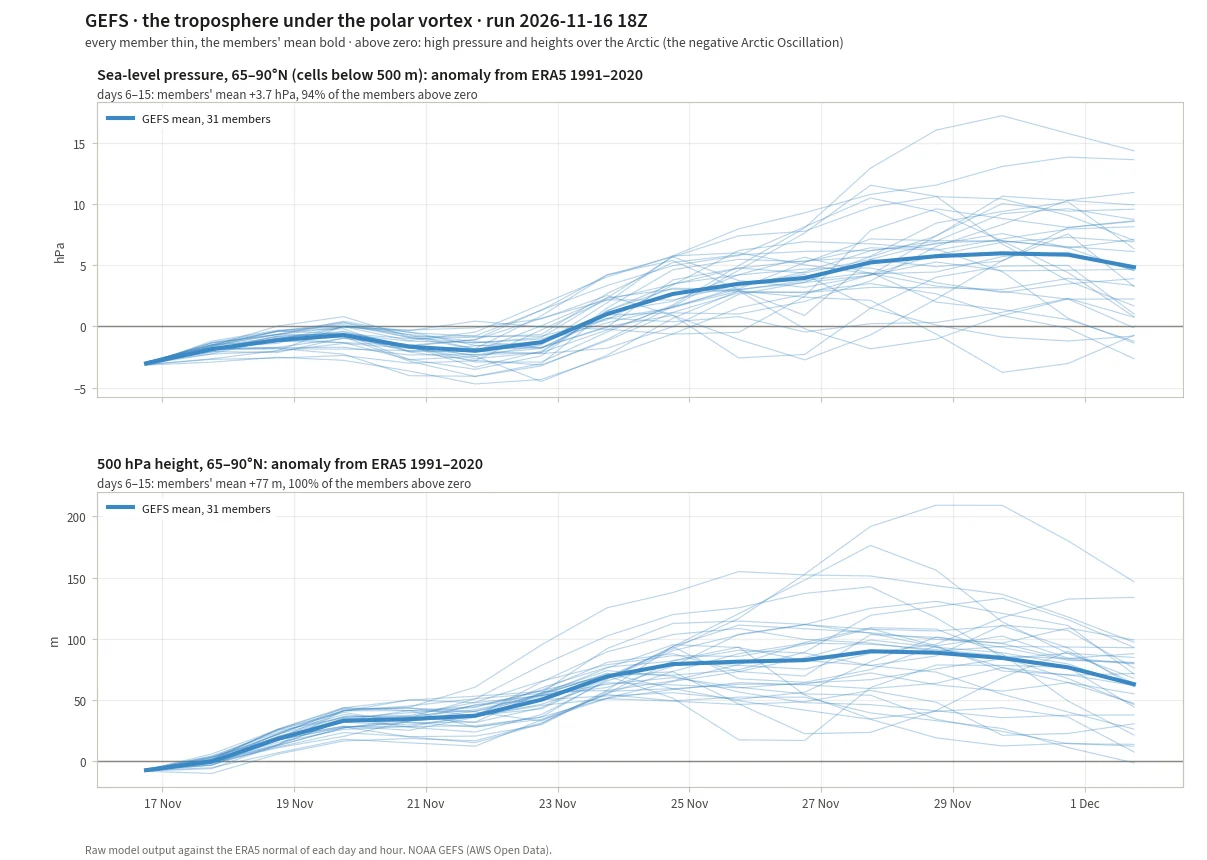 GEFS · the troposphere under the polar vortex · run 2026-11-16 18Z
every member thin, the members' mean bold · above zero: high pressure and heights over the Arctic (the negative Arctic Oscillation)
Sea-level pressure, 65–90°N (cells below 500 m): anomaly from ERA5 1991–2020
days 6–15: members' mean +3.7 hPa, 94% of the members above zero
GEFS mean, 31 members
15
10
5
0
−5
hPa
500 hPa height, 65–90°N: anomaly from ERA5 1991–2020
days 6–15: members' mean +77 m, 100% of the members above zero
GEFS mean, 31 members
200
150
100
50
0
m
17 Nov 19 Nov 21 Nov 23 Nov 25 Nov 27 Nov 29 Nov 1 Dec
Raw model output against the ERA5 normal of each day and hour. NOAA GEFS (AWS Open Data).